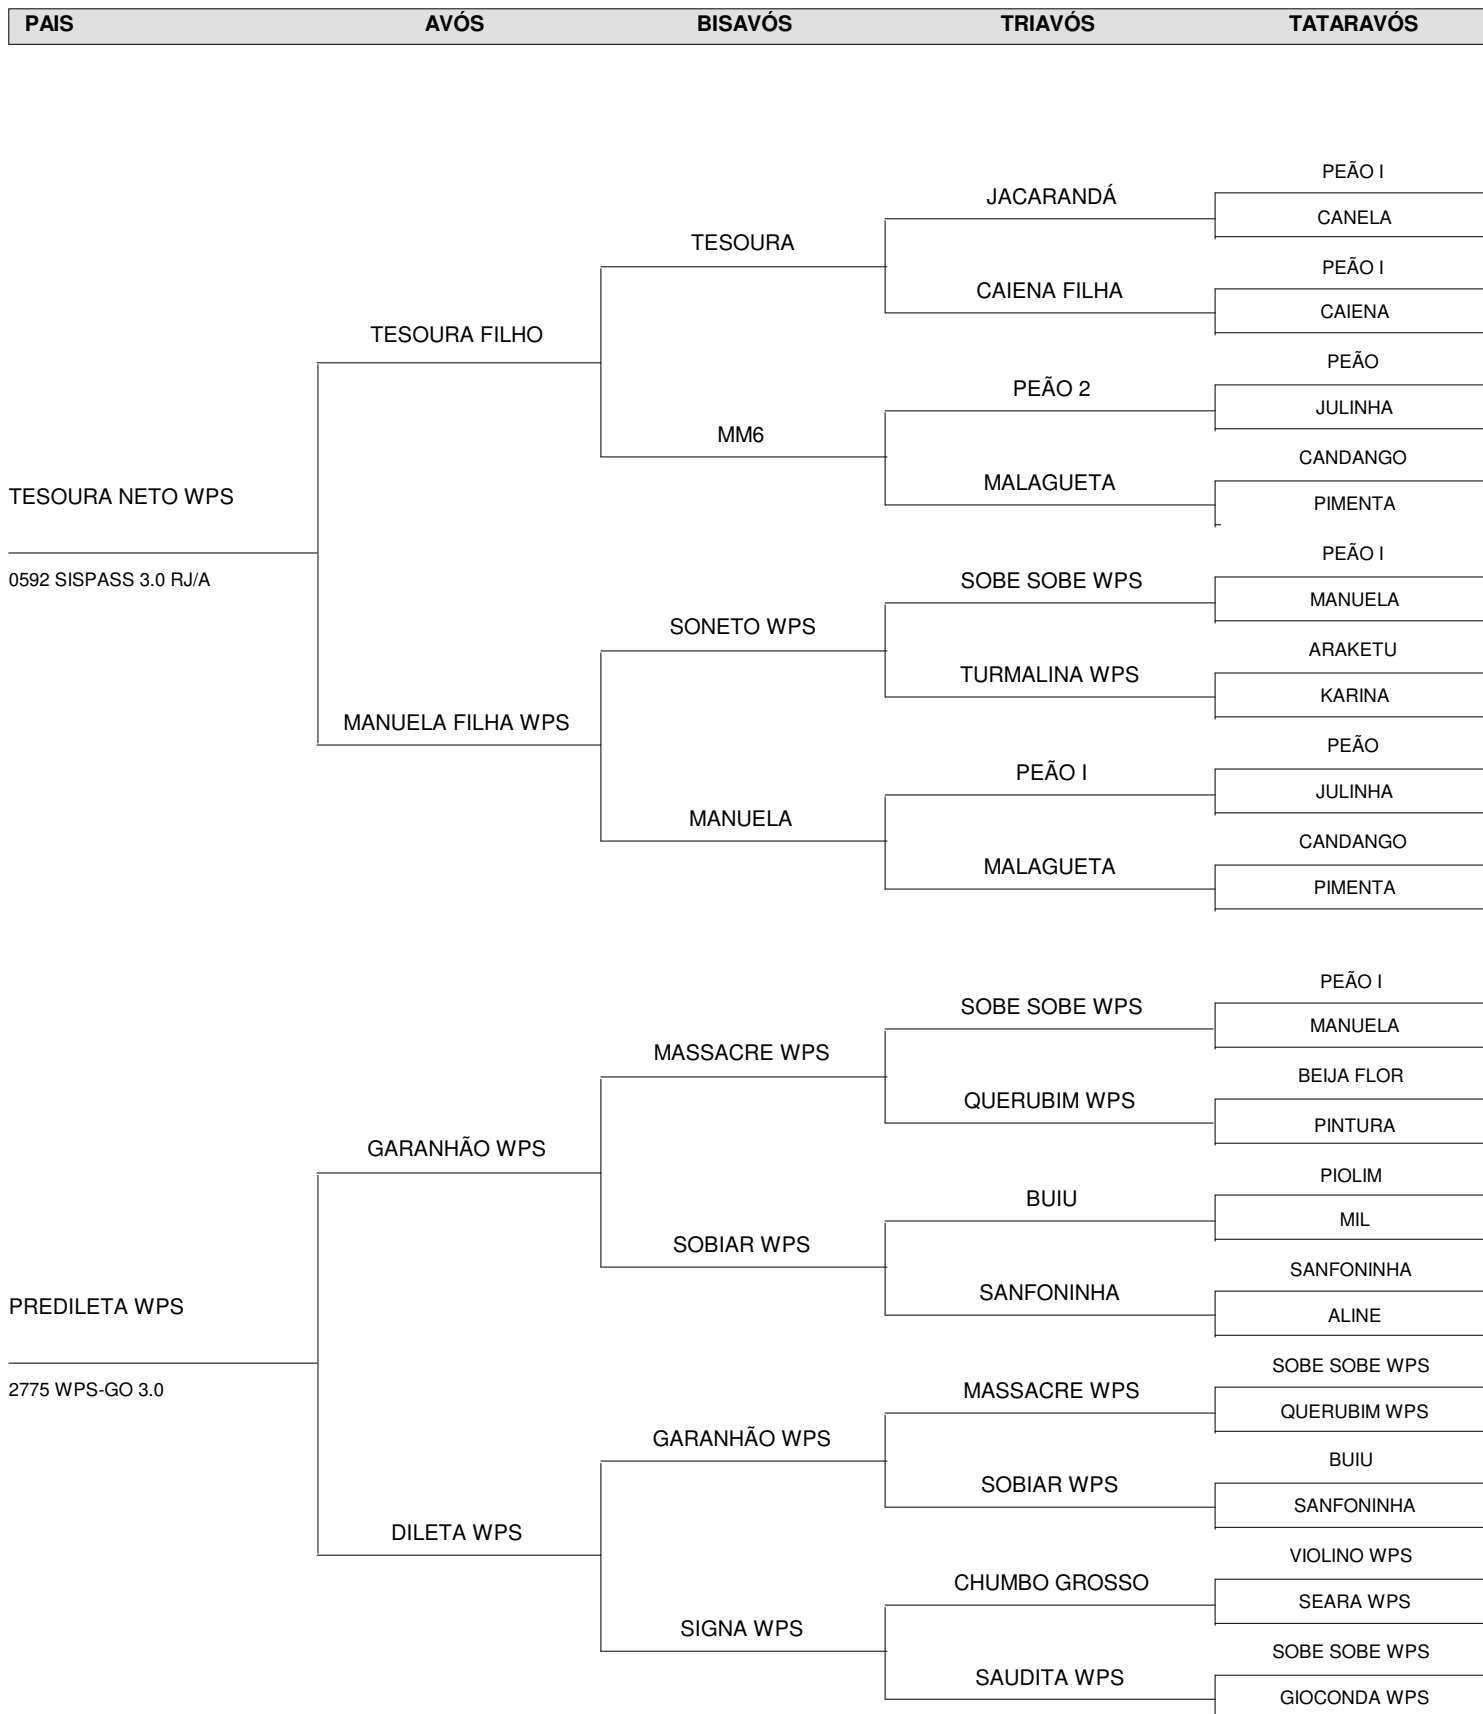 PAIS AVÓS BISAVÓS TRIAVÓS TATARAVÓS
PEÃO I
JACARANDÁ
CANELA
TESOURA
PEÃO I
CAIENA FILHA
CAIENA
TESOURA FILHO
PEÃO
PEÃO 2
JULINHA
MM6
CANDANGO
MALAGUETA
PIMENTA
TESOURA NETO WPS
0592 SISPASS 3.0 RJ/A
PEÃO I
SOBE SOBE WPS
MANUELA
SONETO WPS
ARAKETU
TURMALINA WPS
KARINA
MANUELA FILHA WPS
PEÃO
PEÃO I
JULINHA
MANUELA
CANDANGO
MALAGUETA
PIMENTA
PEÃO I
SOBE SOBE WPS
MANUELA
MASSACRE WPS
BEIJA FLOR
QUERUBIM WPS
PINTURA
GARANHÃO WPS
PIOLIM
BUIU
MIL
SOBIAR WPS
SANFONINHA
SANFONINHA
ALINE
PREDILETA WPS
2775 WPS-GO 3.0
SOBE SOBE WPS
MASSACRE WPS
QUERUBIM WPS
GARANHÃO WPS
BUIU
SOBIAR WPS
SANFONINHA
DILETA WPS
VIOLINO WPS
CHUMBO GROSSO
SEARA WPS
SIGNA WPS
SOBE SOBE WPS
SAUDITA WPS
GIOCONDA WPS